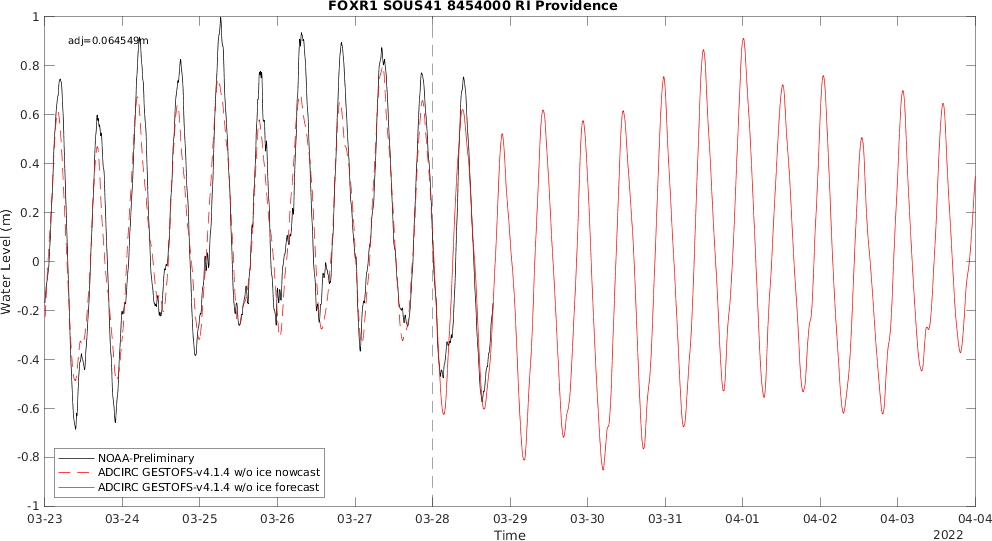 FOXR1 SOUS41 8454000 RI Providence
adj=0.064549m
1
0.8
0.6
0.4
0.2
0
-0.2
-0.4
-0.6
-0.8
-1
Water Level (m)
NOAA-Preliminary
ADCIRC GESTOFS-v4.1.4 w/o ice nowcast
ADCIRC GESTOFS-v4.1.4 w/o ice forecast
03-23 03-24 03-25 03-26 03-27 03-28 03-29 03-30 03-31 04-01 04-02 04-03 04-04
Time
2022